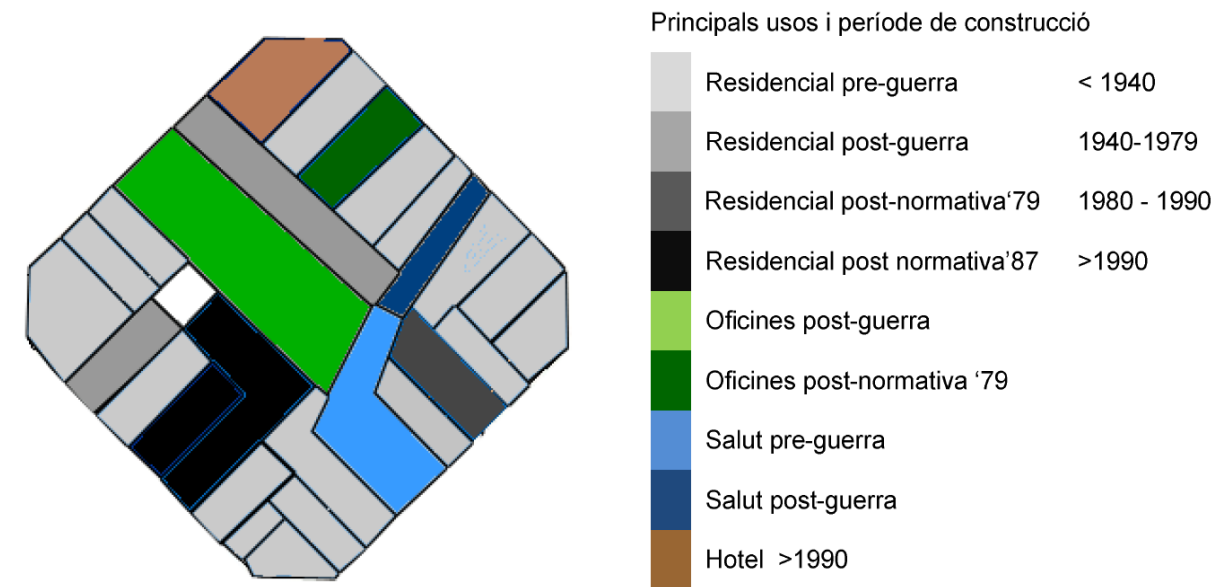 Principals usos i període de construcció
Residencial pre-guerra < 1940
Residencial post-guerra 1940-1979
Residencial post-normativa‘79 1980 - 1990
Residencial post normativa’87 >1990
Oficines post-guerra
Oficines post-normativa ‘79
Salut pre-guerra
Salut post-guerra
Hotel >1990